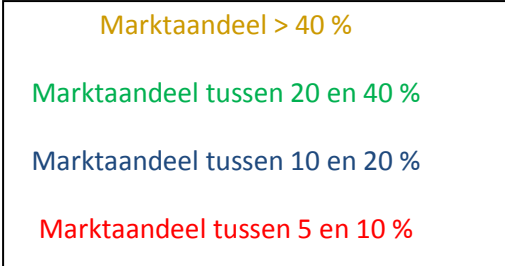 Marktaandeel > 40 %
Marktaandeel tussen 20 en 40 %
Marktaandeel tussen 10 en 20 %
Marktaandeel tussen 5 en 10 %